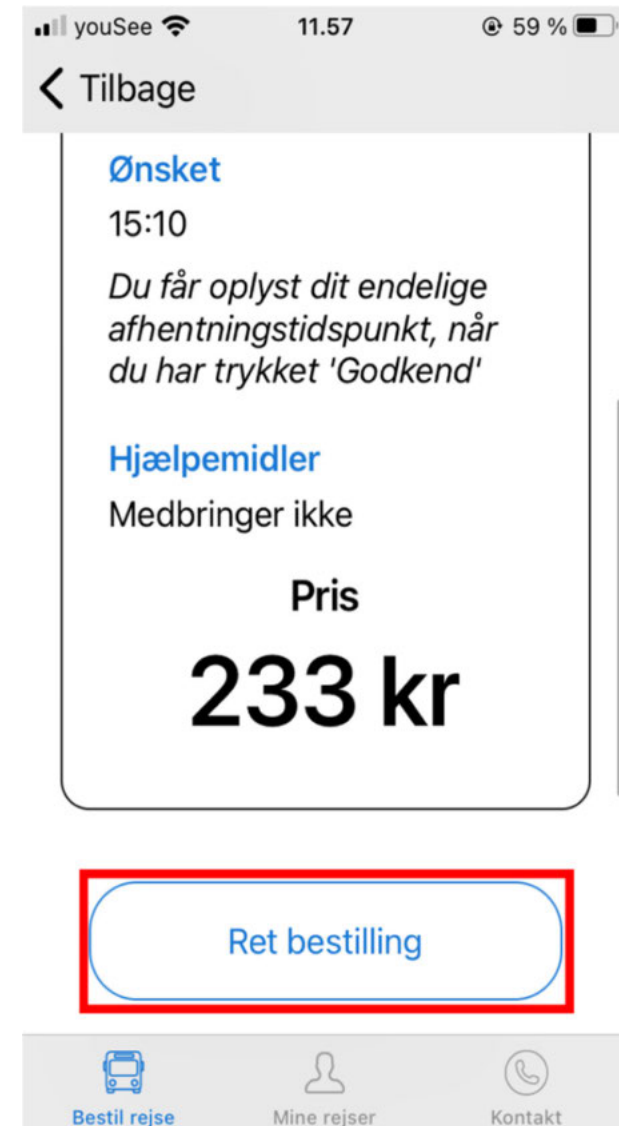 youSee 11.57 59 %
Tilbage
Ønsket
15:10
Du får oplyst dit endelige
afhentningstidspunkt, når
du har trykket 'Godkend'
Hjælpemidler
Medbringer ikke
Pris
233 kr
Ret bestilling
Bestil rejse Mine rejser Kontakt